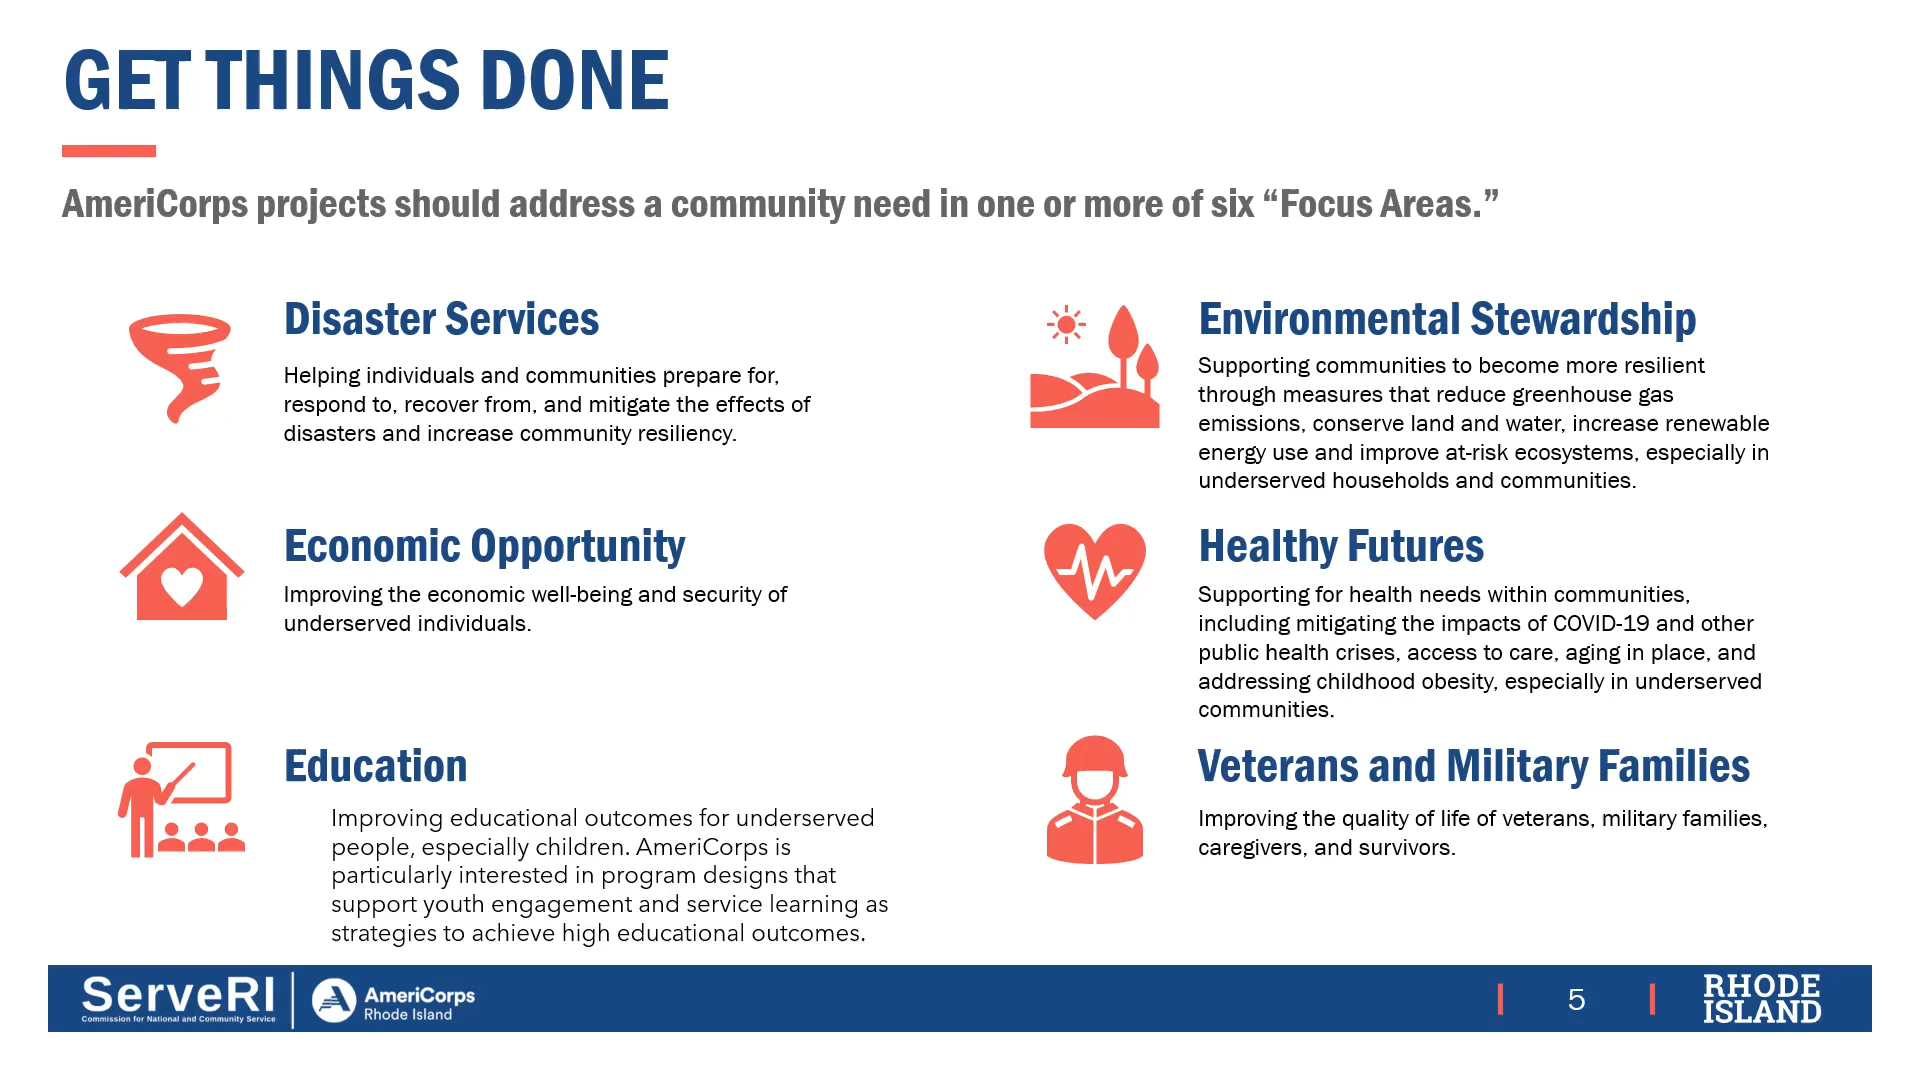 GET THINGS DONE
AmeriCorps projects should address a community need in one or more of six “Focus Areas.”
Disaster Services
Helping individuals and communities prepare for,
respond to, recover from, and mitigate the effects of
disasters and increase community resiliency.
Economic Opportunity
Improving the economic well-being and security of
underserved individuals.
Education
Improving educational outcomes for underserved
people, especially children. AmeriCorps is
particularly interested in program designs that
support youth engagement and service learning as
strategies to achieve high educational outcomes.
Environmental Stewardship
Supporting communities to become more resilient
through measures that reduce greenhouse gas
emissions, conserve land and water, increase renewable
energy use and improve at-risk ecosystems, especially in
underserved households and communities.
Healthy Futures
Supporting for health needs within communities,
including mitigating the impacts of COVID-19 and other
public health crises, access to care, aging in place, and
addressing childhood obesity, especially in underserved
communities.
Veterans and Military Families
Improving the quality of life of veterans, military families,
caregivers, and survivors.
ServeRI
Commission for National and Community Service
AmeriCorps
Rhode Island
5
RHODE
ISLAND